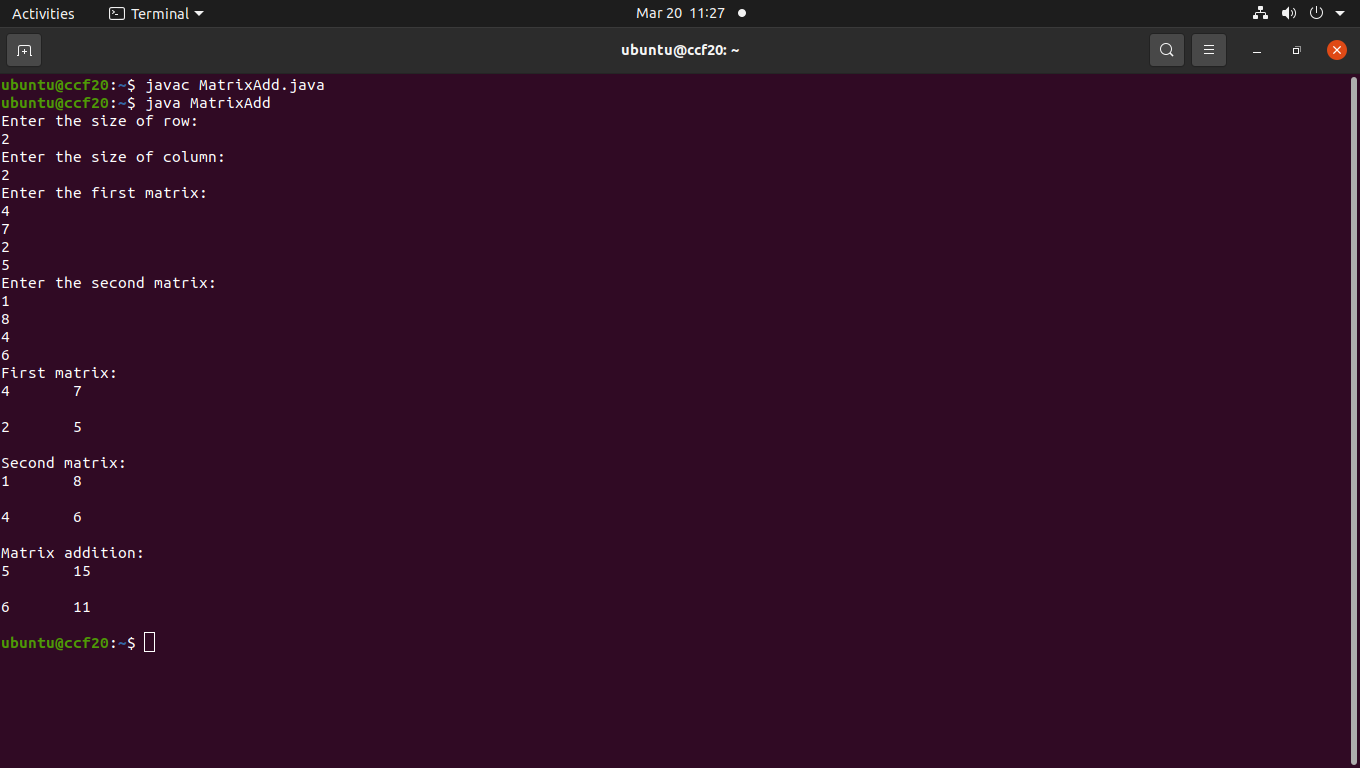 Activities Terminal Mar 20 11:27
ubuntu@ccf20: ~
ubuntu@ccf20:~$ javac MatrixAdd.java
ubuntu@ccf20:~$ java MatrixAdd
Enter the size of row:
2
Enter the size of column:
2
Enter the first matrix:
4
7
2
5
Enter the second matrix:
1
8
4
6
First matrix:
4 7
2 5
Second matrix:
1 8
4 6
Matrix addition:
5 15
6 11
ubuntu@ccf20:~$